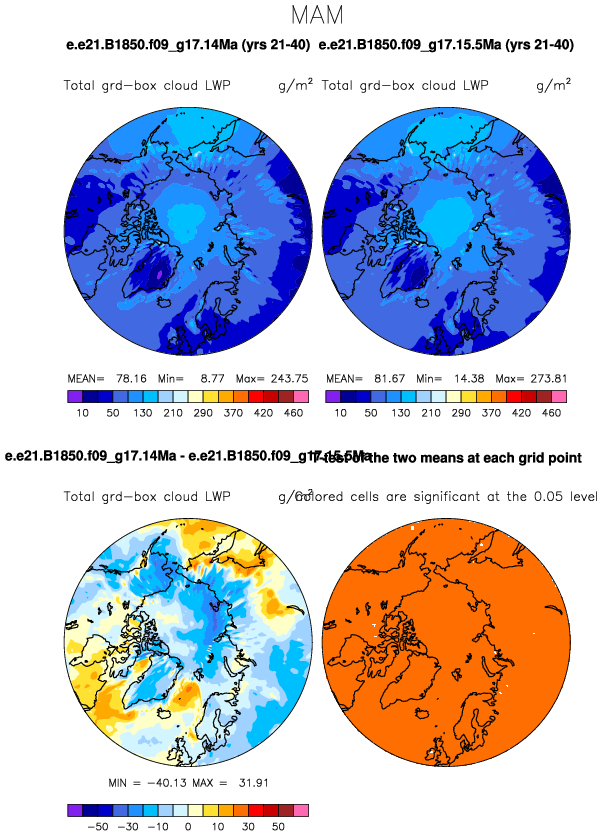 MAM
e.e21.B1850.f09_g17.14Ma (yrs 21-40) e.e21.B1850.f09_g17.15.5Ma (yrs 21-40)
Total grd-box cloud LWP g/m² Total grd-box cloud LWP g/m²
MEAN= 78.16 Min= 8.77 Max= 243.75 MEAN= 81.67 Min= 14.38 Max= 273.81
10 50 130 210 290 370 420 460 10 50 130 210 290 370 420 460
e.e21.B1850.f09_g17.14Ma - e.e21.B1850.f09_g17.15.5Ma T-test of the two means at each grid point
Total grd-box cloud LWP g/m² Colored cells are significant at the 0.05 level
MIN = -40.13 MAX = 31.91
-50 -30 -10 0 10 30 50